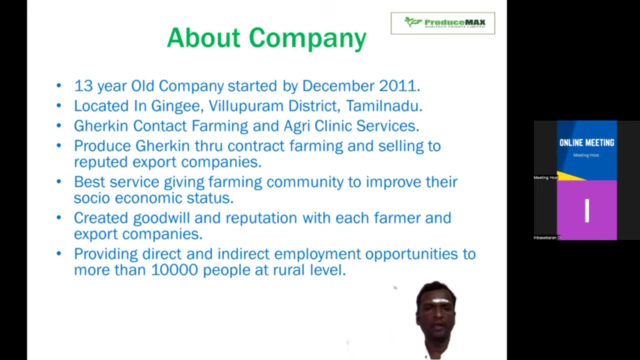 About Company
ProduceMAX
• 13 year Old Company started by December 2011.
• Located In Gingee, Villupuram District, Tamilnadu.
• Gherkin Contact Farming and Agri Clinic Services.
• Produce Gherkin thru contract farming and selling to
reputed export companies.
• Best service giving farming community to improve their
socio economic status.
• Created goodwill and reputation with each farmer and
export companies.
• Providing direct and indirect employment opportunities to
more than 10000 people at rural level.
ONLINE MEETING
Meeting Host
Meeting Host
I